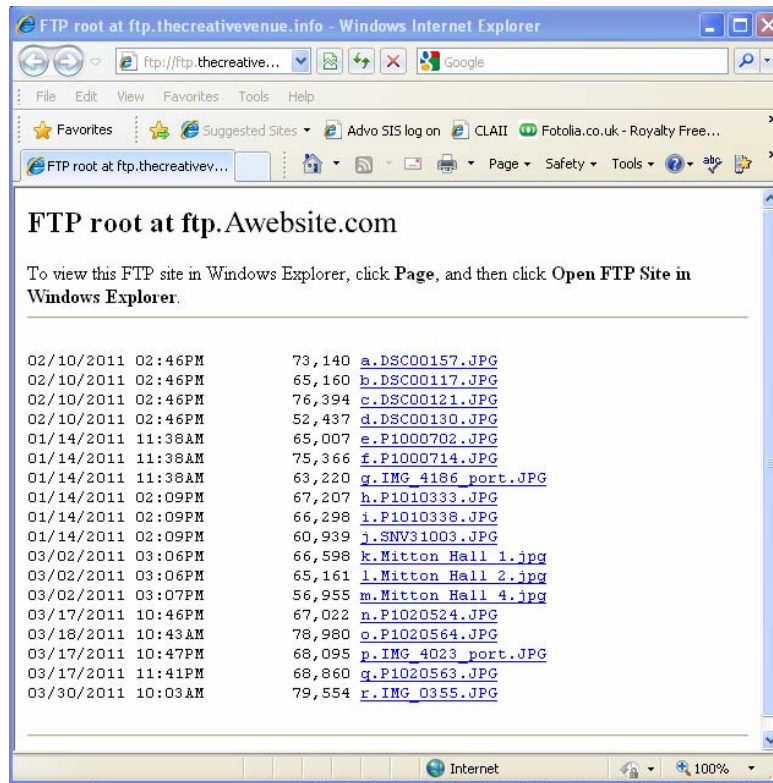 FTP root at ftp.thecreativevenue.info - Windows Internet Explorer
ftp://ftp.thecreative... Google
File Edit View Favorites Tools Help
Favorites Suggested Sites Advo SIS log on CLAII Fotolia.co.uk - Royalty Free...
FTP root at ftp.thecreativev... Page Safety Tools
FTP root at ftp.Awebsite.com
To view this FTP site in Windows Explorer, click Page, and then click Open FTP Site in
Windows Explorer.
02/10/2011 02:46PM 73,140 a.DSC00157.JPG
02/10/2011 02:46PM 65,160 b.DSC00117.JPG
02/10/2011 02:46PM 76,394 c.DSC00121.JPG
02/10/2011 02:46PM 52,437 d.DSC00130.JPG
01/14/2011 11:38AM 65,007 e.P1000702.JPG
01/14/2011 11:38AM 75,366 f.P1000714.JPG
01/14/2011 11:38AM 63,220 g.IMG_4186_port.JPG
01/14/2011 02:09PM 67,207 h.P1010333.JPG
01/14/2011 02:09PM 66,298 i.P1010338.JPG
01/14/2011 02:09PM 60,939 j.SNV31003.JPG
03/02/2011 03:06PM 66,598 k.Mitton Hall 1.jpg
03/02/2011 03:06PM 65,161 l.Mitton Hall 2.jpg
03/02/2011 03:07PM 56,955 m.Mitton Hall 4.jpg
03/17/2011 10:46PM 67,022 n.P1020524.JPG
03/18/2011 10:43AM 78,980 o.P1020564.JPG
03/17/2011 10:47PM 68,095 p.IMG_4023_port.JPG
03/17/2011 11:41PM 68,860 q.P1020563.JPG
03/30/2011 10:03AM 79,554 r.IMG_0355.JPG
Internet 100%